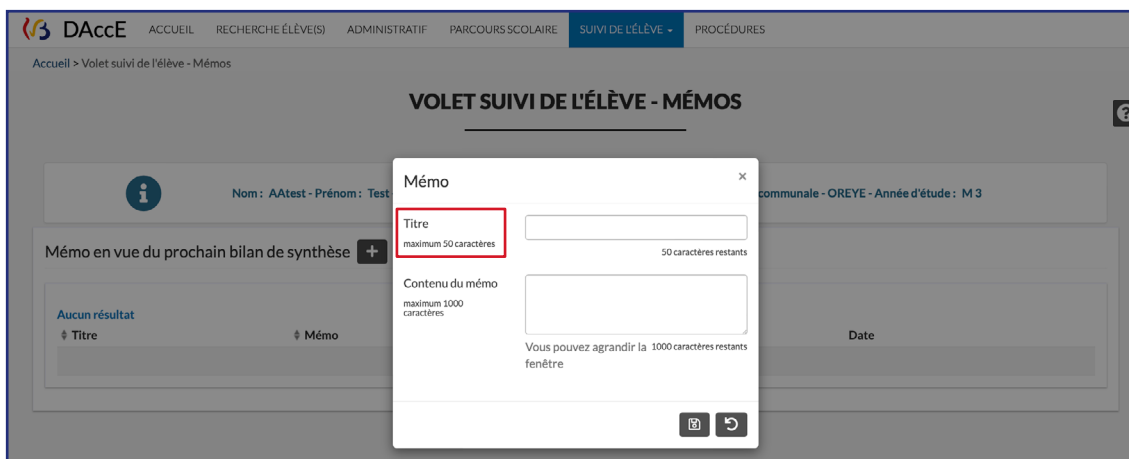 DAccE ACCUEIL RECHERCHE ÉLÈVE(S) ADMINISTRATIF PARCOURS SCOLAIRE SUIVI DE L'ÉLÈVE PROCÉDURES
Accueil > Volet suivi de l'élève - Mémos
VOLET SUIVI DE L'ÉLÈVE - MÉMOS
?
Nom : AAtest - Prénom : Test communale - OREYE - Année d'étude : M 3
Mémo ×
Titre
maximum 50 caractères
50 caractères restants
Mémo en vue du prochain bilan de synthèse +
Contenu du mémo
maximum 1000
caractères
Vous pouvez agrandir la 1000 caractères restants
fenêtre
Aucun résultat
Titre Mémo Date